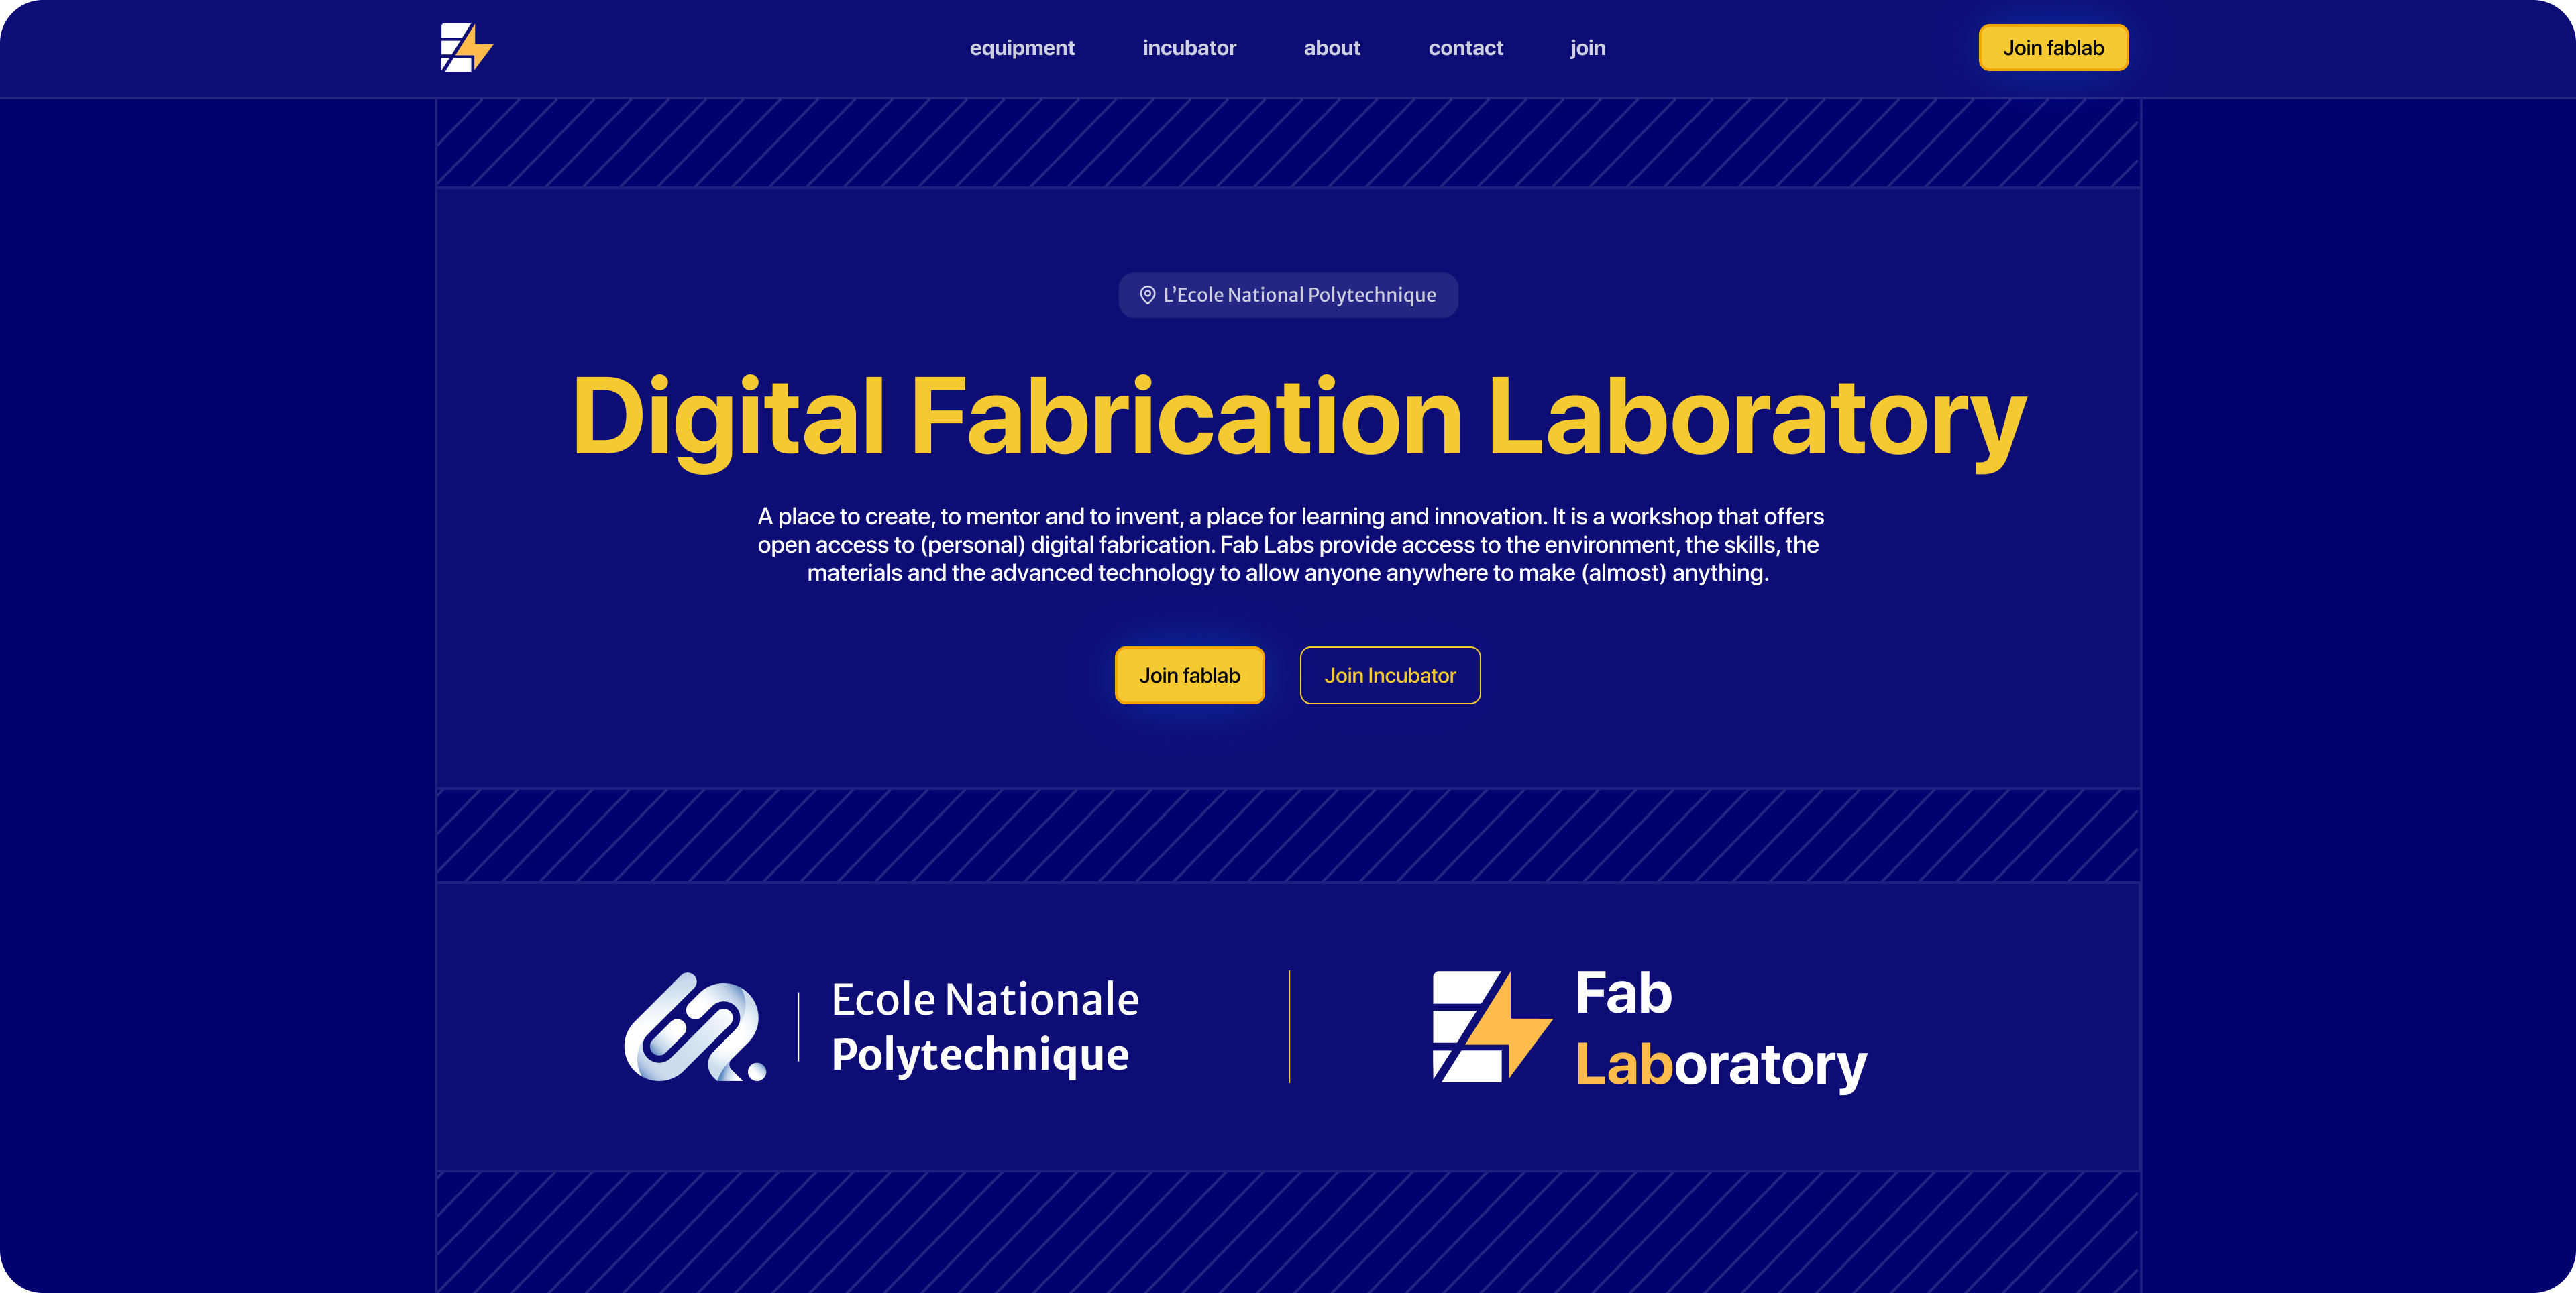 equipment
incubator
about
contact
join
Join fablab
L’Ecole National Polytechnique
Digital Fabrication Laboratory
A place to create, to mentor and to invent, a place for learning and innovation. It is a workshop that offers
open access to (personal) digital fabrication. Fab Labs provide access to the environment, the skills, the
materials and the advanced technology to allow anyone anywhere to make (almost) anything.
Join fablab
Join Incubator
Ecole Nationale
Polytechnique
Fab
Laboratory